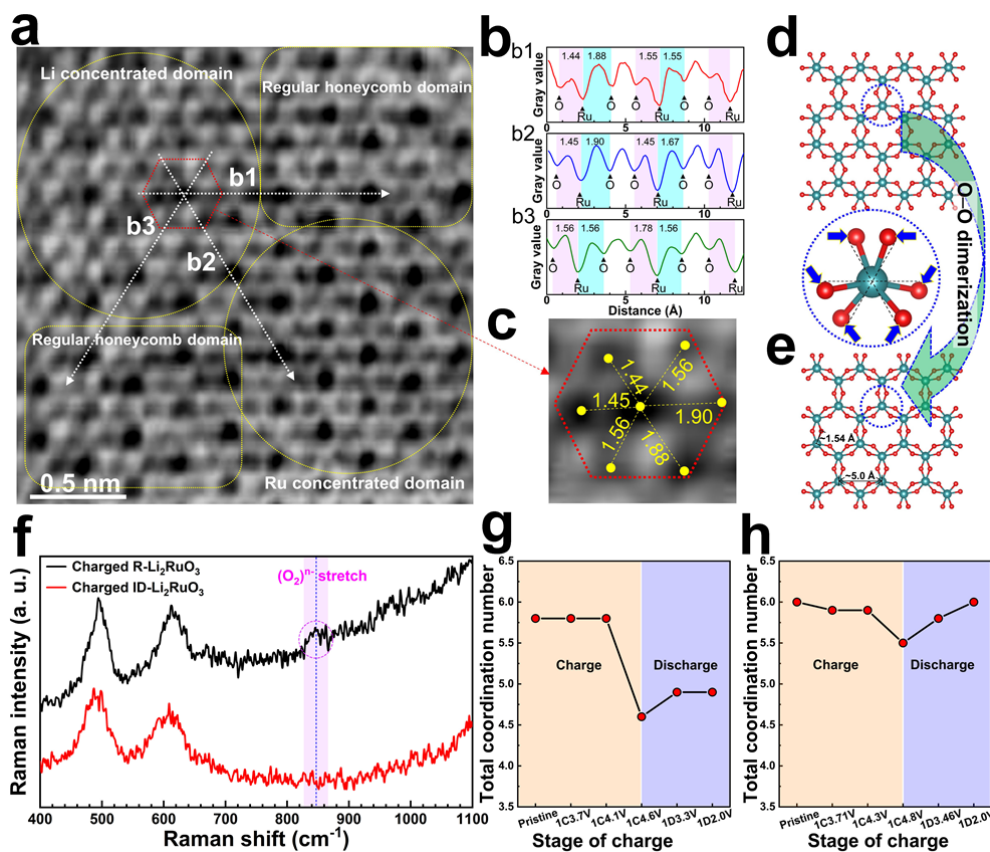 a
Li concentrated domain
Regular honeycomb domain
b1
b3
b2
Regular honeycomb domain
Ru concentrated domain
0.5 nm
b
b1
1.44 1.88 1.55 1.55
Gray value
O O O O O
Ru Ru Ru
0 5 10
b2
1.45 1.90 1.45 1.67
Gray value
O O O O O
Ru Ru Ru
0 5 10
b3
1.56 1.56 1.78 1.56
Gray value
O O O O O
Ru Ru Ru
0 5 10
Distance (Å)
c
1.44
1.56
1.45
1.90
1.56
1.88
d
O–O dimerization
e
~1.54 Å
~5.0 Å
f
Charged R-Li₂RuO₃
Charged ID-Li₂RuO₃
(O₂)ⁿ⁻ stretch
Raman intensity (a. u.)
400 500 600 700 800 900 1000 1100
Raman shift (cm⁻¹)
g
Total coordination number
6.5
6.0
5.5
5.0
4.5
4.0
3.5
Charge
Discharge
Pristine 1C3.7V 1C4.1V 1C4.6V 1D3.3V 1D2.0V
Stage of charge
h
Total coordination number
6.5
6.0
5.5
5.0
4.5
4.0
3.5
Charge
Discharge
Pristine 1C3.71V 1C4.3V 1C4.8V 1D3.46V 1D2.0V
Stage of charge